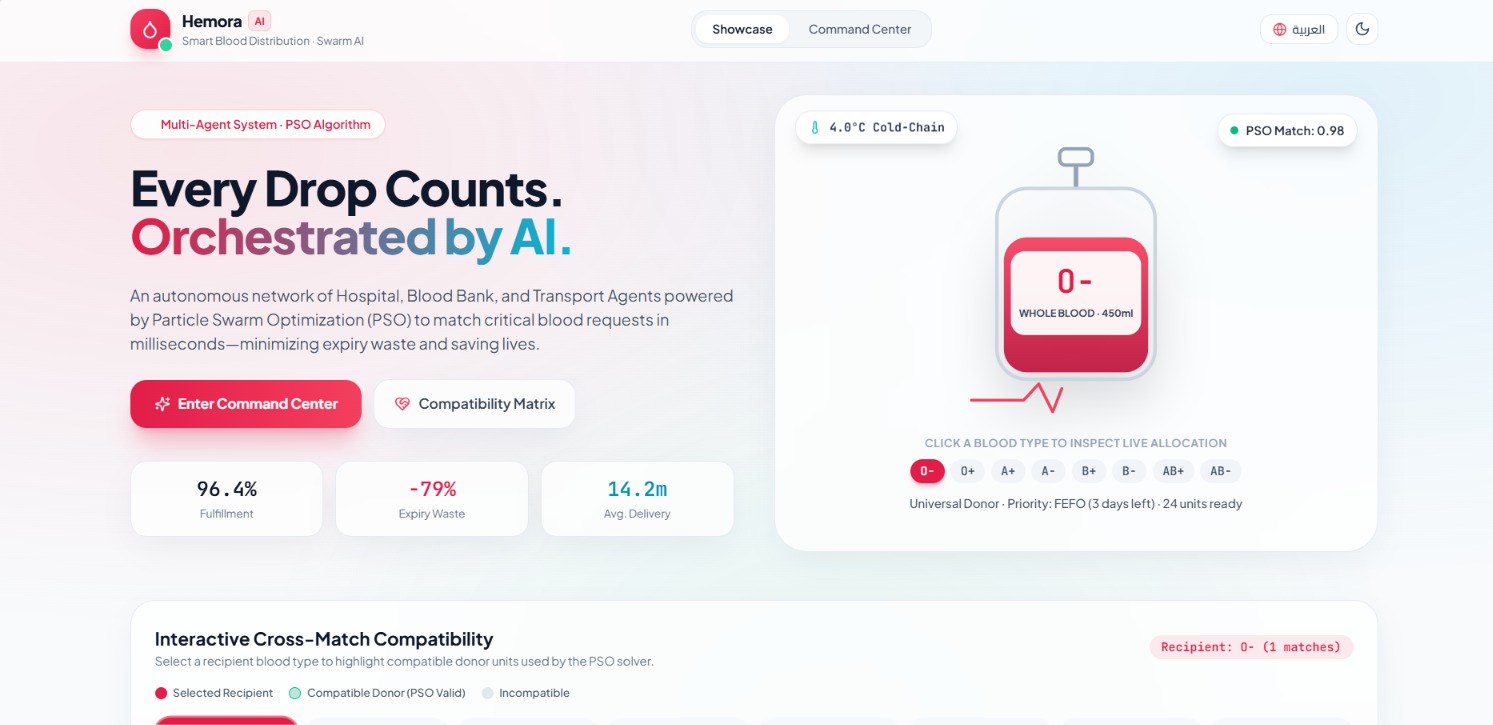 Hemora AI
Smart Blood Distribution · Swarm AI
Showcase
Command Center
العربية
Multi-Agent System · PSO Algorithm
Every Drop Counts.
Orchestrated by AI.
An autonomous network of Hospital, Blood Bank, and Transport Agents powered
by Particle Swarm Optimization (PSO) to match critical blood requests in
milliseconds—minimizing expiry waste and saving lives.
Enter Command Center
Compatibility Matrix
96.4%
Fulfillment
-79%
Expiry Waste
14.2m
Avg. Delivery
4.0°C Cold-Chain
PSO Match: 0.98
O-
WHOLE BLOOD · 450ml
CLICK A BLOOD TYPE TO INSPECT LIVE ALLOCATION
O- O+ A+ A- B+ B- AB+ AB-
Universal Donor · Priority: FEFO (3 days left) · 24 units ready
Interactive Cross-Match Compatibility
Select a recipient blood type to highlight compatible donor units used by the PSO solver.
Recipient: O- (1 matches)
Selected Recipient
Compatible Donor (PSO Valid)
Incompatible